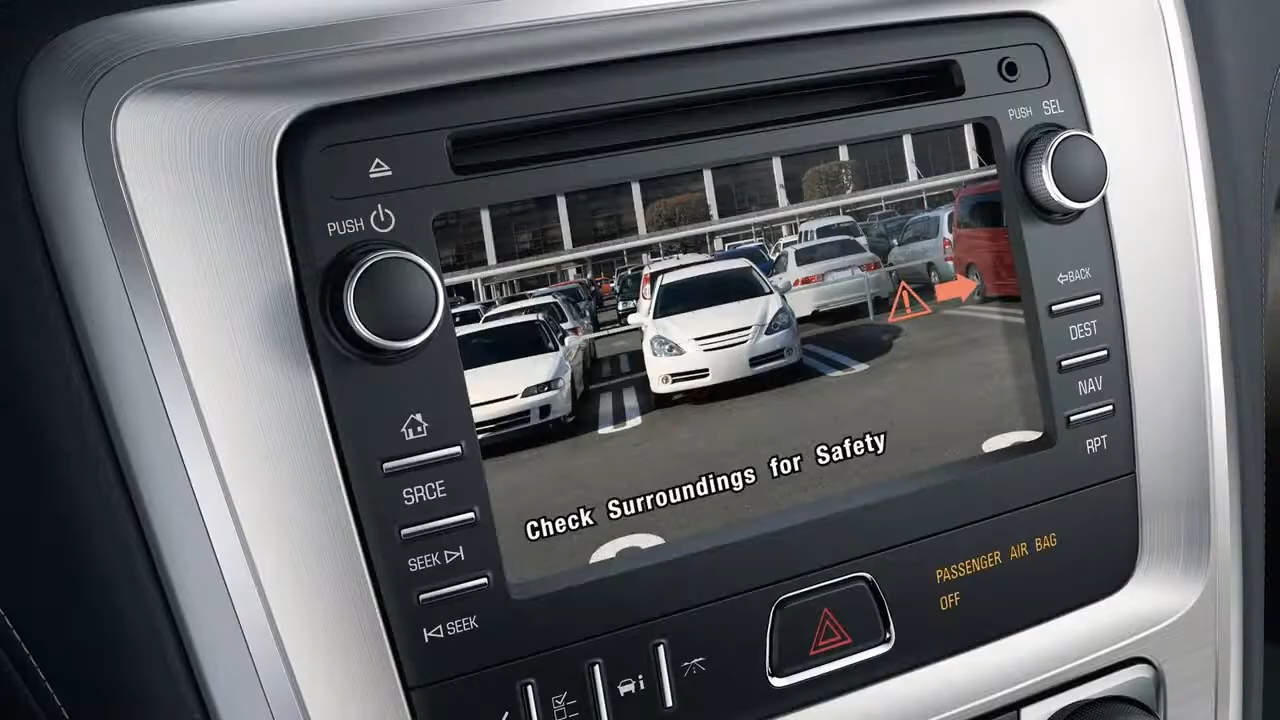 PUSH
PUSH SEL
BACK
DEST
NAV
RPT
SRCE
SEEK
SEEK
Check Surroundings for Safety
PASSENGER AIR BAG
OFF